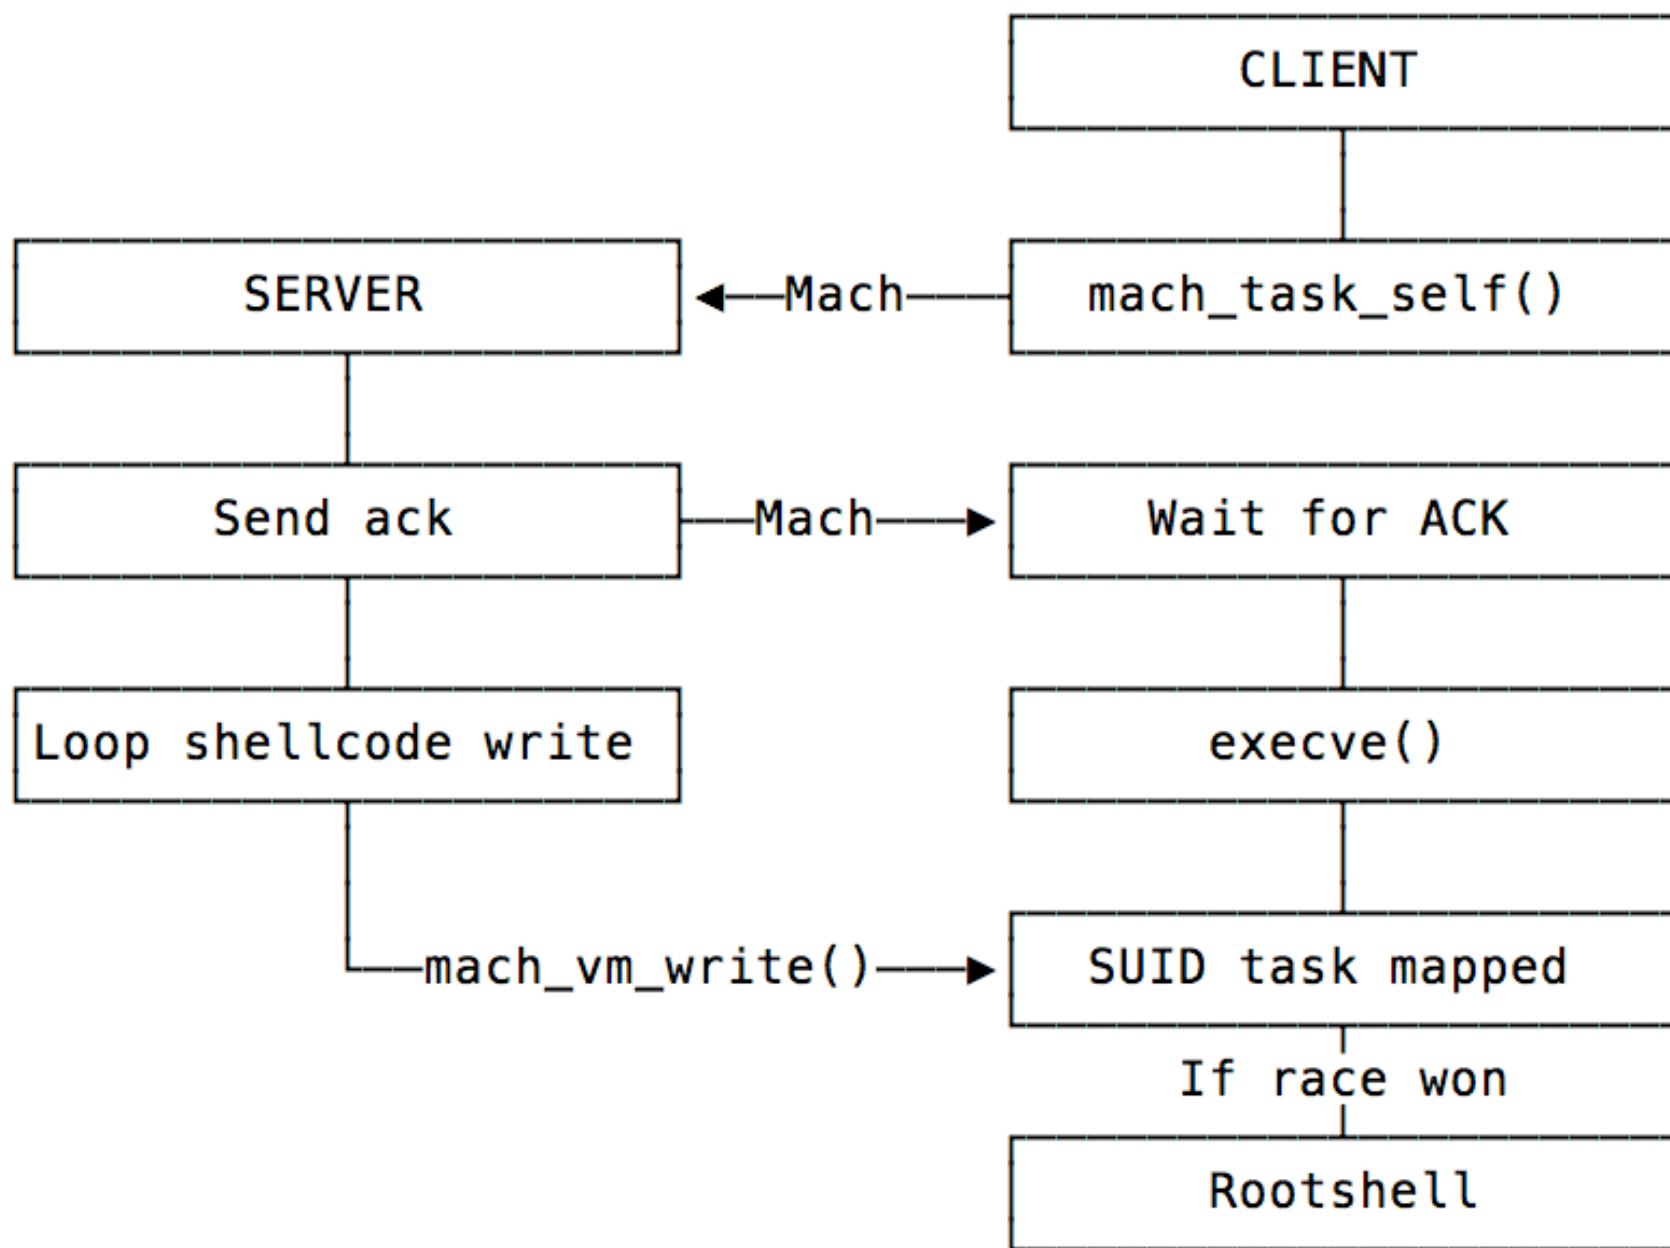 CLIENT
SERVER
Mach
mach_task_self()
Send ack
Mach
Wait for ACK
Loop shellcode write
execve()
mach_vm_write()
SUID task mapped
If race won
Rootshell